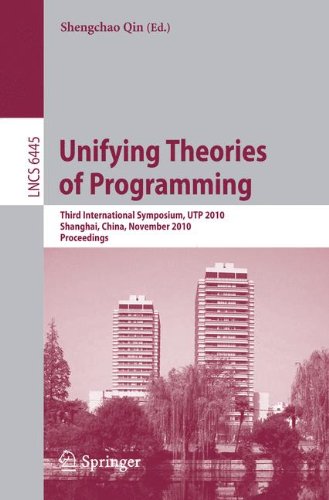 Shengchao Qin (Ed.)
LNCS 6445
Unifying Theories
of Programming
Third International Symposium, UTP 2010
Shanghai, China, November 2010
Proceedings
Springer